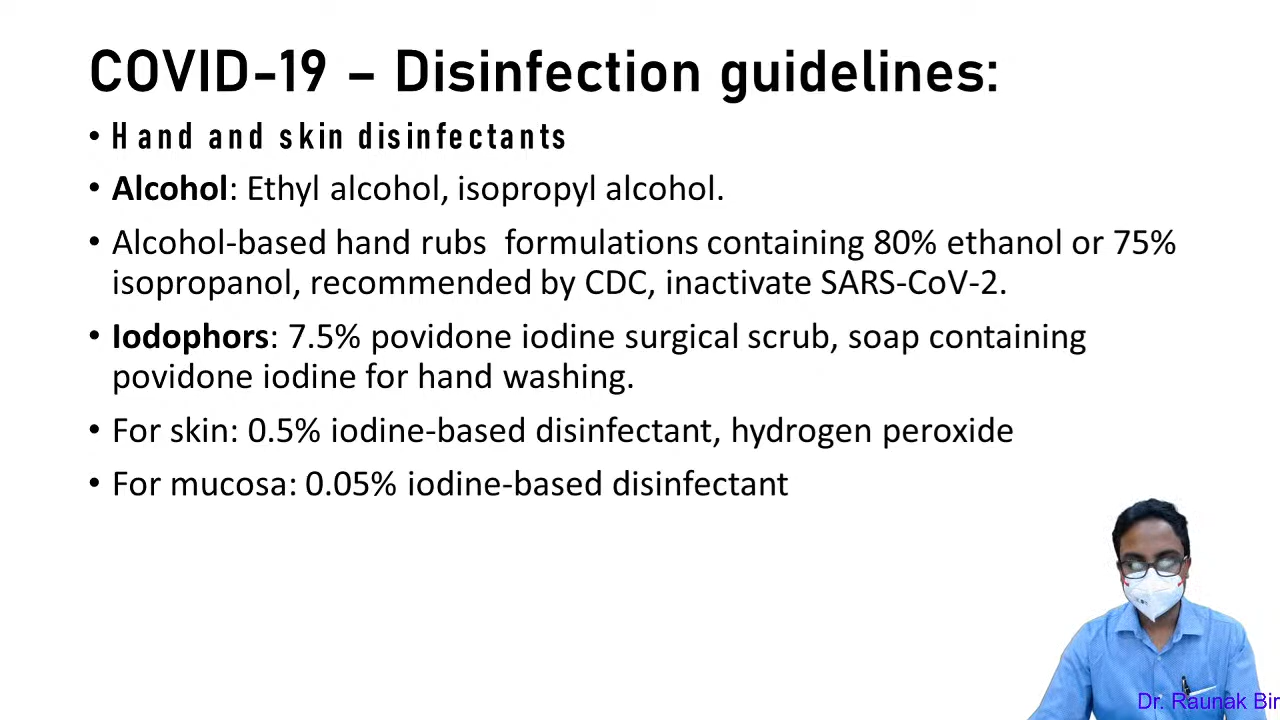 COVID-19 – Disinfection guidelines:
• Hand and skin disinfectants
• Alcohol: Ethyl alcohol, isopropyl alcohol.
• Alcohol-based hand rubs formulations containing 80% ethanol or 75%
isopropanol, recommended by CDC, inactivate SARS-CoV-2.
• Iodophors: 7.5% povidone iodine surgical scrub, soap containing
povidone iodine for hand washing.
• For skin: 0.5% iodine-based disinfectant, hydrogen peroxide
• For mucosa: 0.05% iodine-based disinfectant
Dr. Raunak Bir